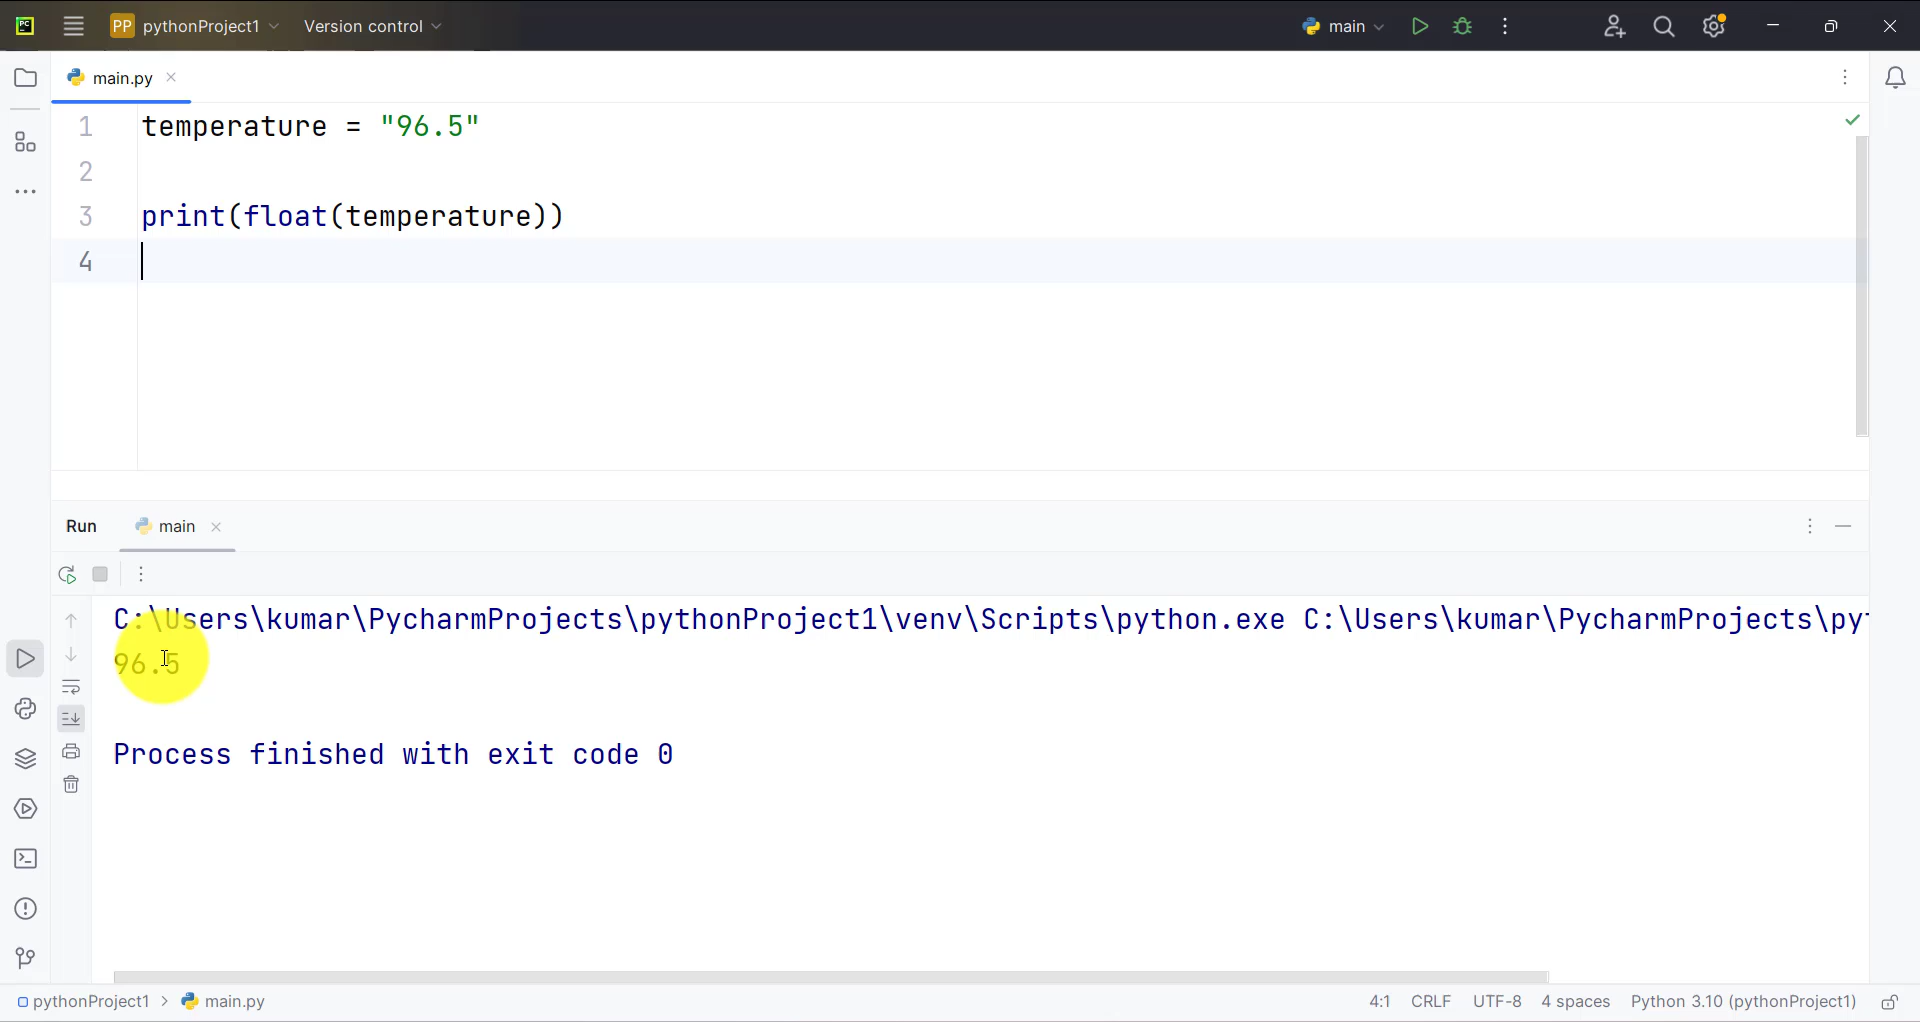 PC
PP pythonProject1 Version control main
main.py
1 temperature = "96.5"
2
3 print(float(temperature))
4
Run main
C:\Users\kumar\PycharmProjects\pythonProject1\venv\Scripts\python.exe C:\Users\kumar\PycharmProjects\py
96.5
Process finished with exit code 0
pythonProject1 > main.py 4:1 CRLF UTF-8 4 spaces Python 3.10 (pythonProject1)